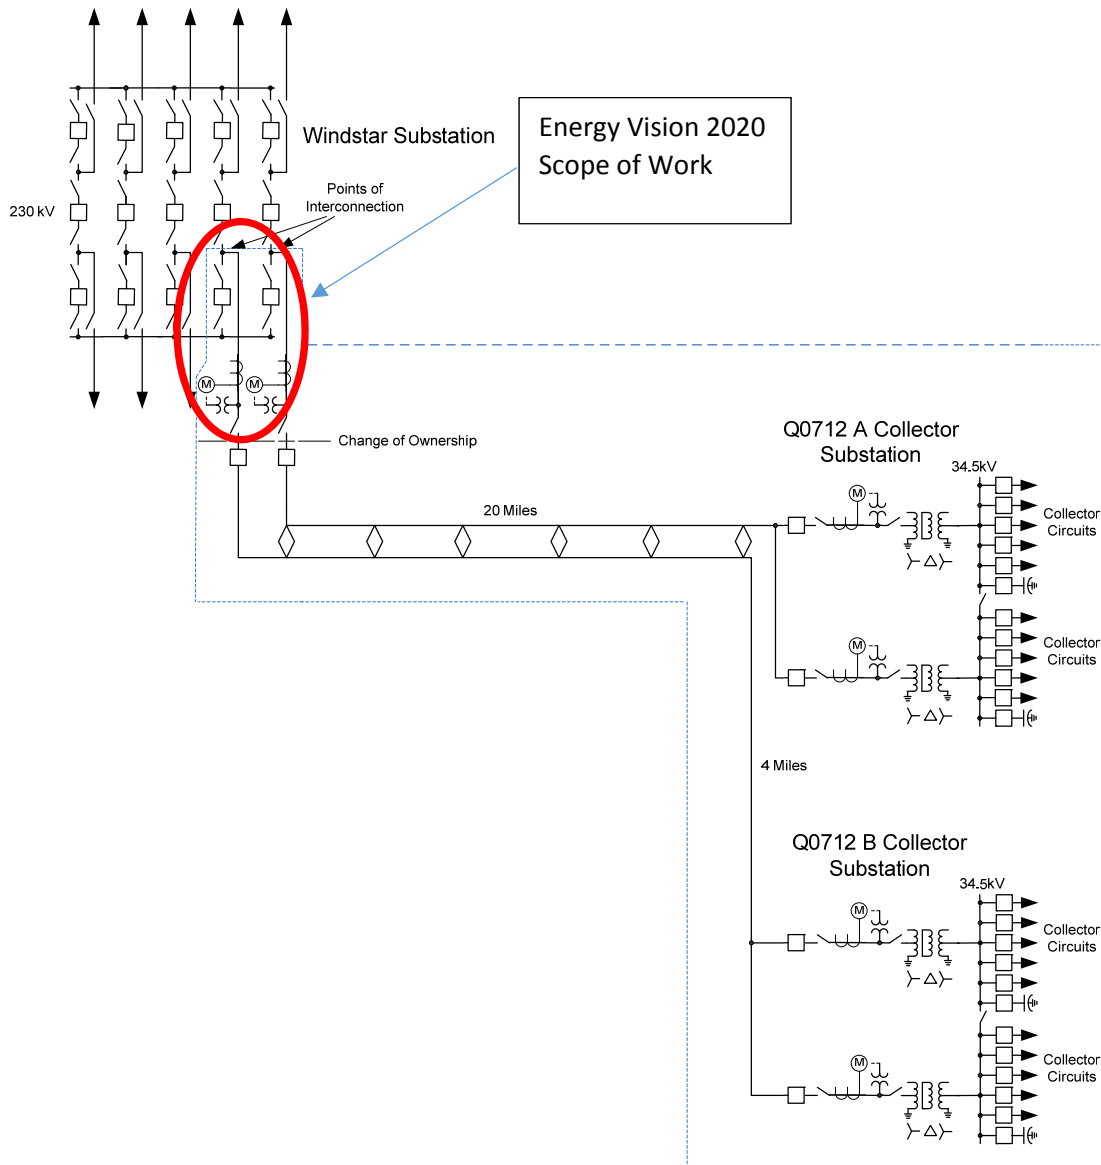 Energy Vision 2020
Scope of Work
Windstar Substation
Points of
Interconnection
230 kV
M
M
Change of Ownership
Q0712 A Collector
Substation
34.5kV
M
Collector
Circuits
20 Miles
M
Collector
Circuits
4 Miles
Q0712 B Collector
Substation
34.5kV
M
Collector
Circuits
M
Collector
Circuits